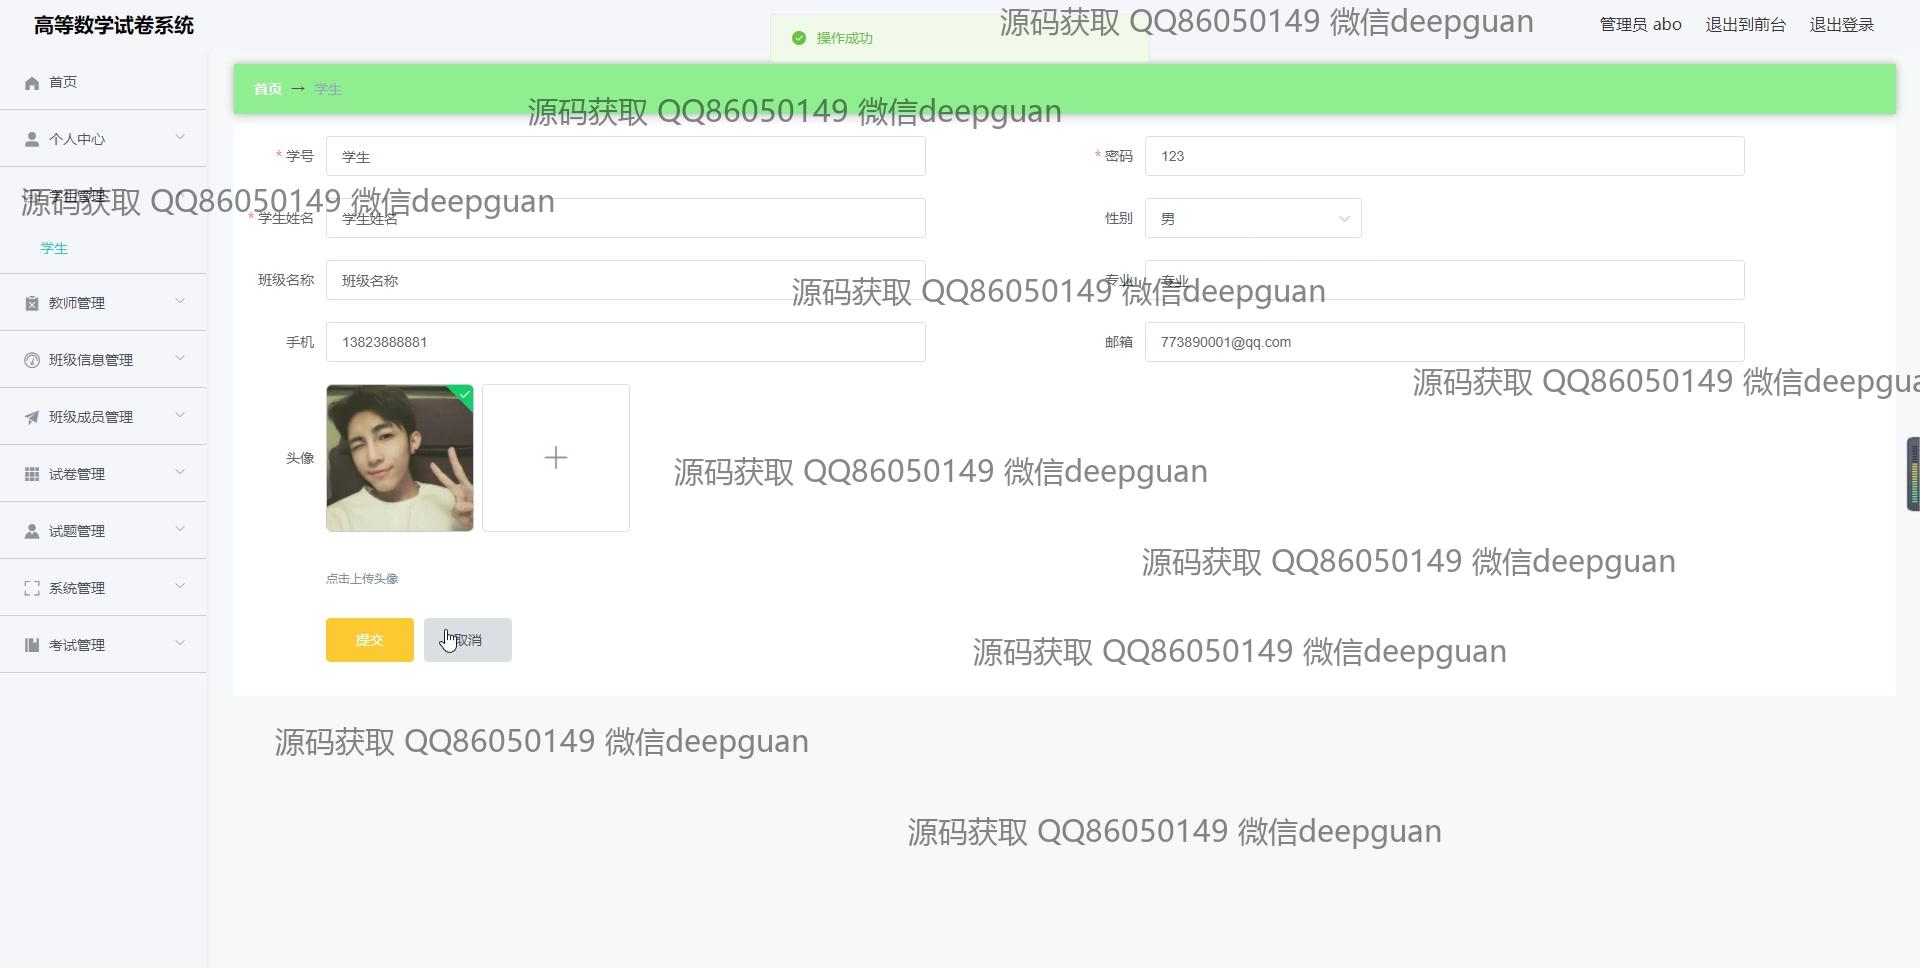 高等数学试卷系统
操作成功
源码获取 QQ86050149 微信deepguan
管理员 abo 退出到前台 退出登录
首页
首页 → 学生
源码获取 QQ86050149 微信deepguan
个人中心
* 学号 学生
* 密码 123
学生管理
源码获取 QQ86050149 微信deepguan
* 学生姓名 学生姓名
性别 男
学生
班级名称 班级名称
专业 专业
源码获取 QQ86050149 微信deepguan
教师管理
手机 13823888881
邮箱 773890001@qq.com
班级信息管理
源码获取 QQ86050149 微信deepgua
班级成员管理
头像
源码获取 QQ86050149 微信deepguan
试卷管理
试题管理
源码获取 QQ86050149 微信deepguan
点击上传头像
系统管理
提交 取消
考试管理
源码获取 QQ86050149 微信deepguan
源码获取 QQ86050149 微信deepguan
源码获取 QQ86050149 微信deepguan